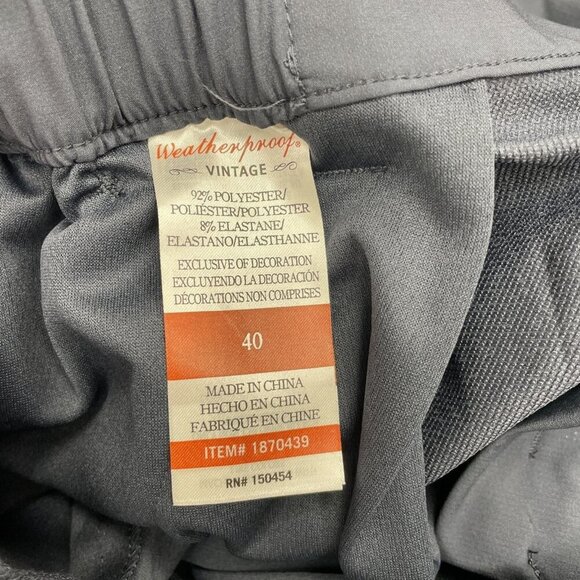 Weatherproof®
VINTAGE
92% POLYESTER/
POLIÉSTER/POLYESTER
8% ELASTANE/
ELASTANO/ELASTHANNE
EXCLUSIVE OF DECORATION
EXCLUYENDO LA DECORACIÓN
DÉCORATIONS NON COMPRISES
40
MADE IN CHINA
HECHO EN CHINA
FABRIQUÉ EN CHINE
ITEM# 1870439
RN# 150454